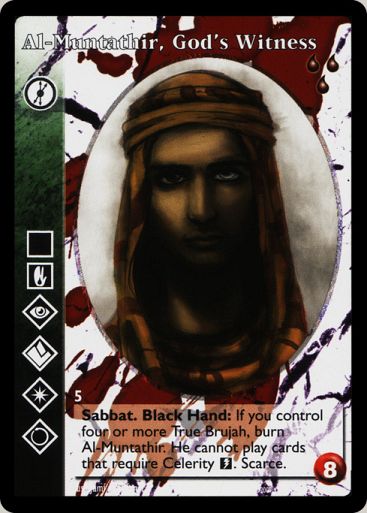 Al-Muntathir, God's Witness
5
Sabbat. Black Hand: If you control
four or more True Brujah, burn
Al-Muntathir. He cannot play cards
that require Celerity. Scarce.
8